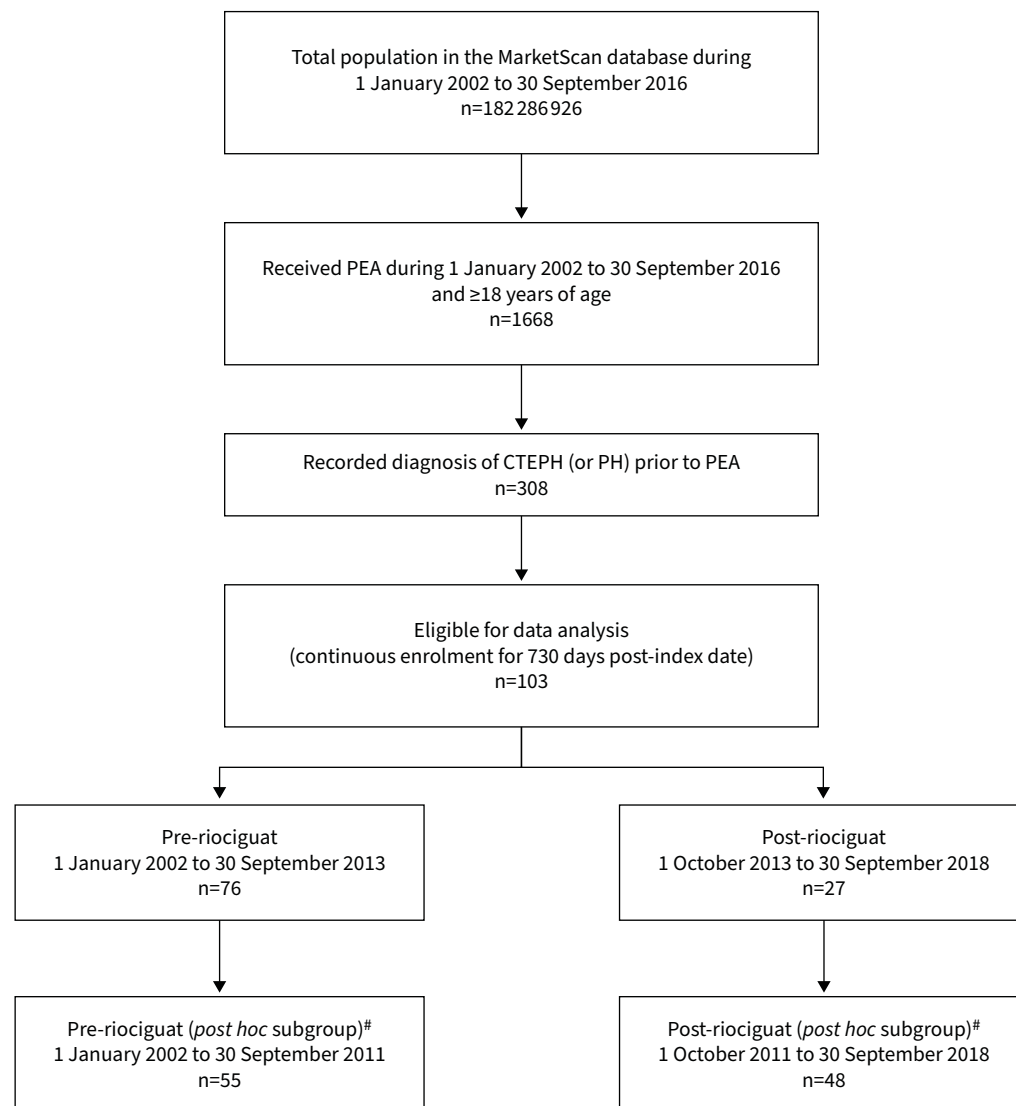 Total population in the MarketScan database during
1 January 2002 to 30 September 2016
n=182 286 926
Received PEA during 1 January 2002 to 30 September 2016
and ≥18 years of age
n=1668
Recorded diagnosis of CTEPH (or PH) prior to PEA
n=308
Eligible for data analysis
(continuous enrolment for 730 days post-index date)
n=103
Pre-riociguat
1 January 2002 to 30 September 2013
n=76
Post-riociguat
1 October 2013 to 30 September 2018
n=27
Pre-riociguat (post hoc subgroup)#
1 January 2002 to 30 September 2011
n=55
Post-riociguat (post hoc subgroup)#
1 October 2011 to 30 September 2018
n=48